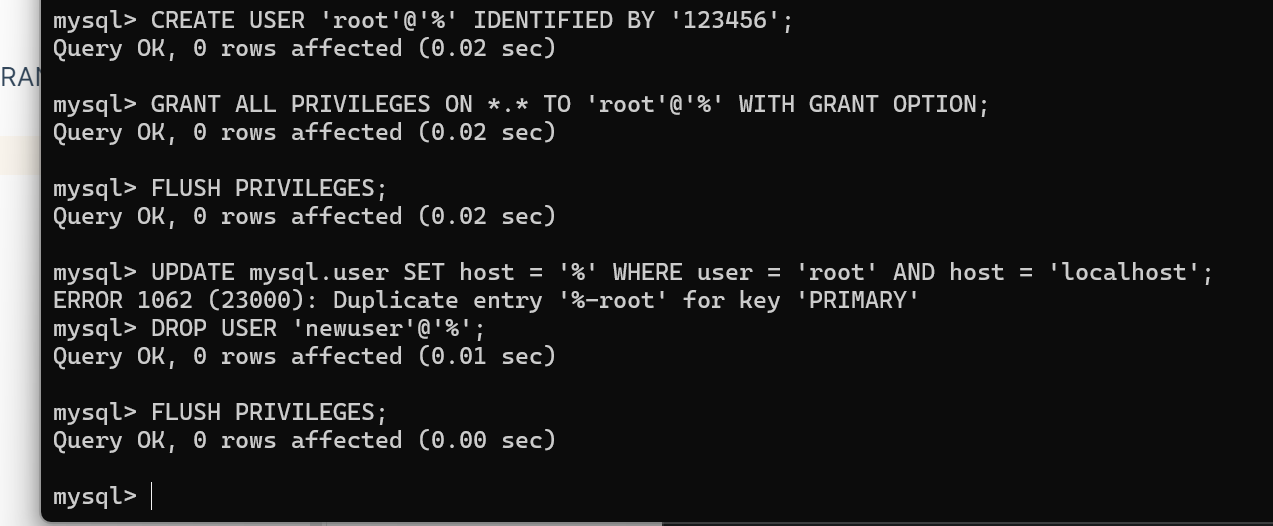 mysql> CREATE USER 'root'@'%' IDENTIFIED BY '123456';
Query OK, 0 rows affected (0.02 sec)
RAN
mysql> GRANT ALL PRIVILEGES ON *.* TO 'root'@'%' WITH GRANT OPTION;
Query OK, 0 rows affected (0.02 sec)
mysql> FLUSH PRIVILEGES;
Query OK, 0 rows affected (0.02 sec)
mysql> UPDATE mysql.user SET host = '%' WHERE user = 'root' AND host = 'localhost';
ERROR 1062 (23000): Duplicate entry '%-root' for key 'PRIMARY'
mysql> DROP USER 'newuser'@'%';
Query OK, 0 rows affected (0.01 sec)
mysql> FLUSH PRIVILEGES;
Query OK, 0 rows affected (0.00 sec)
mysql>